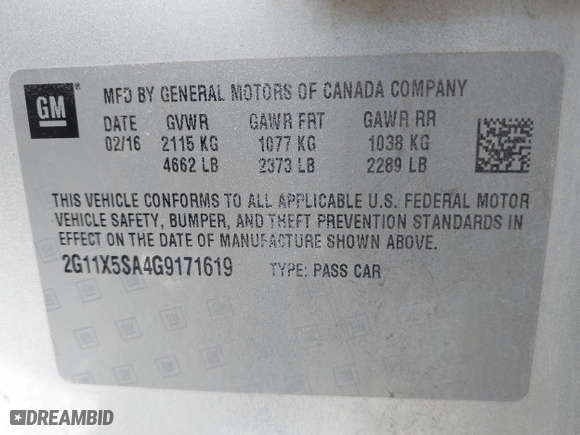 GM
MFD BY GENERAL MOTORS OF CANADA COMPANY
DATE GVWR GAWR FRT GAWR RR
02/16 2115 KG 1077 KG 1038 KG
4662 LB 2373 LB 2289 LB
THIS VEHICLE CONFORMS TO ALL APPLICABLE U.S. FEDERAL MOTOR
VEHICLE SAFETY, BUMPER, AND THEFT PREVENTION STANDARDS IN
EFFECT ON THE DATE OF MANUFACTURE SHOWN ABOVE.
2G11X5SA4G9171619 TYPE: PASS CAR
DREAMBID